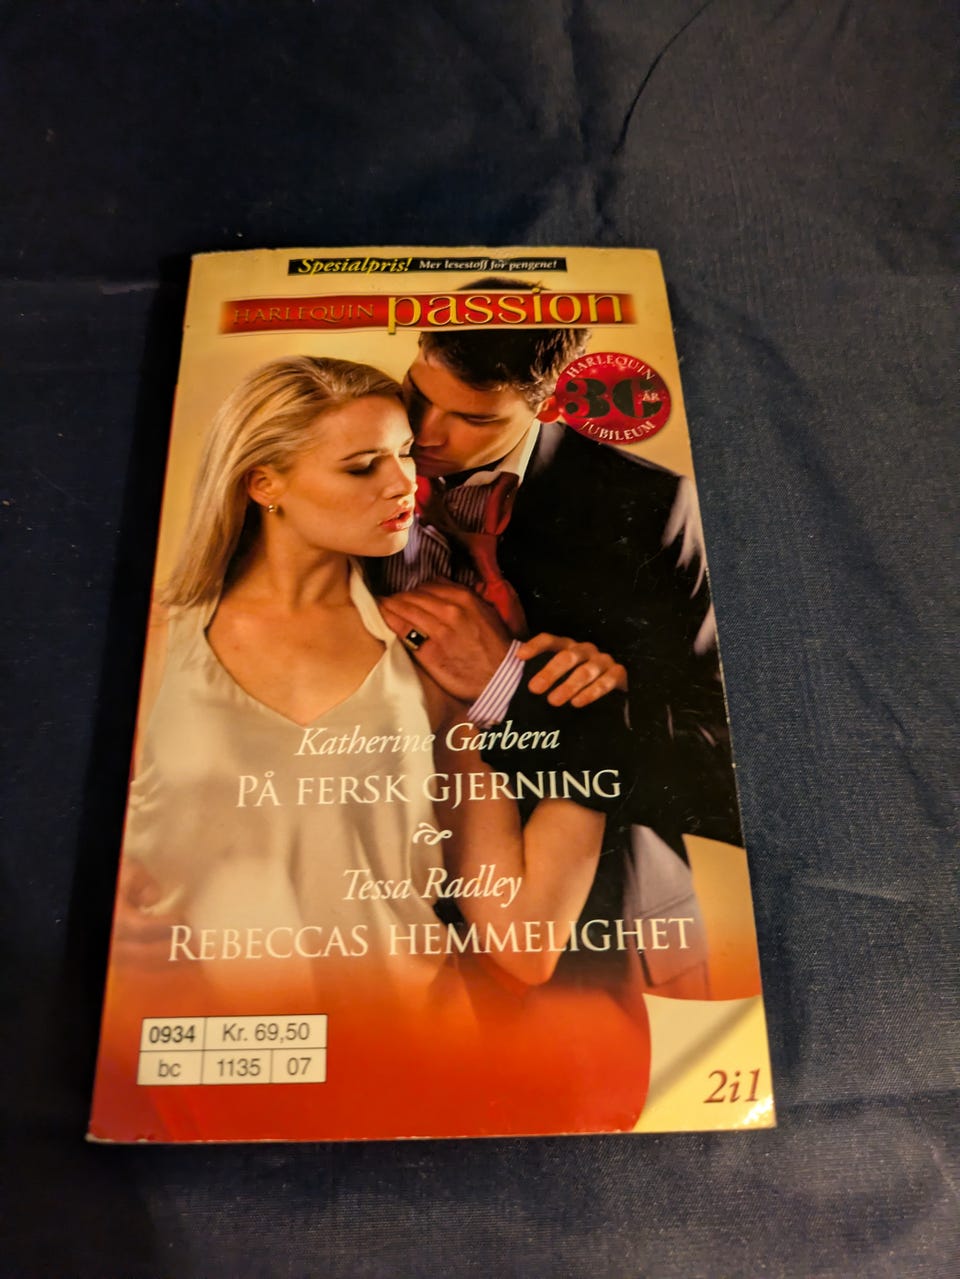 Spesialpris! Mer lesestoff for pengene!
HARLEQUIN passion
HARLEQUIN
30 ÅR
JUBILEUM
Katherine Garbera
PÅ FERSK GJERNING
Tessa Radley
REBECCAS HEMMELIGHET
0934 Kr. 69,50
bc 1135 07
2i1